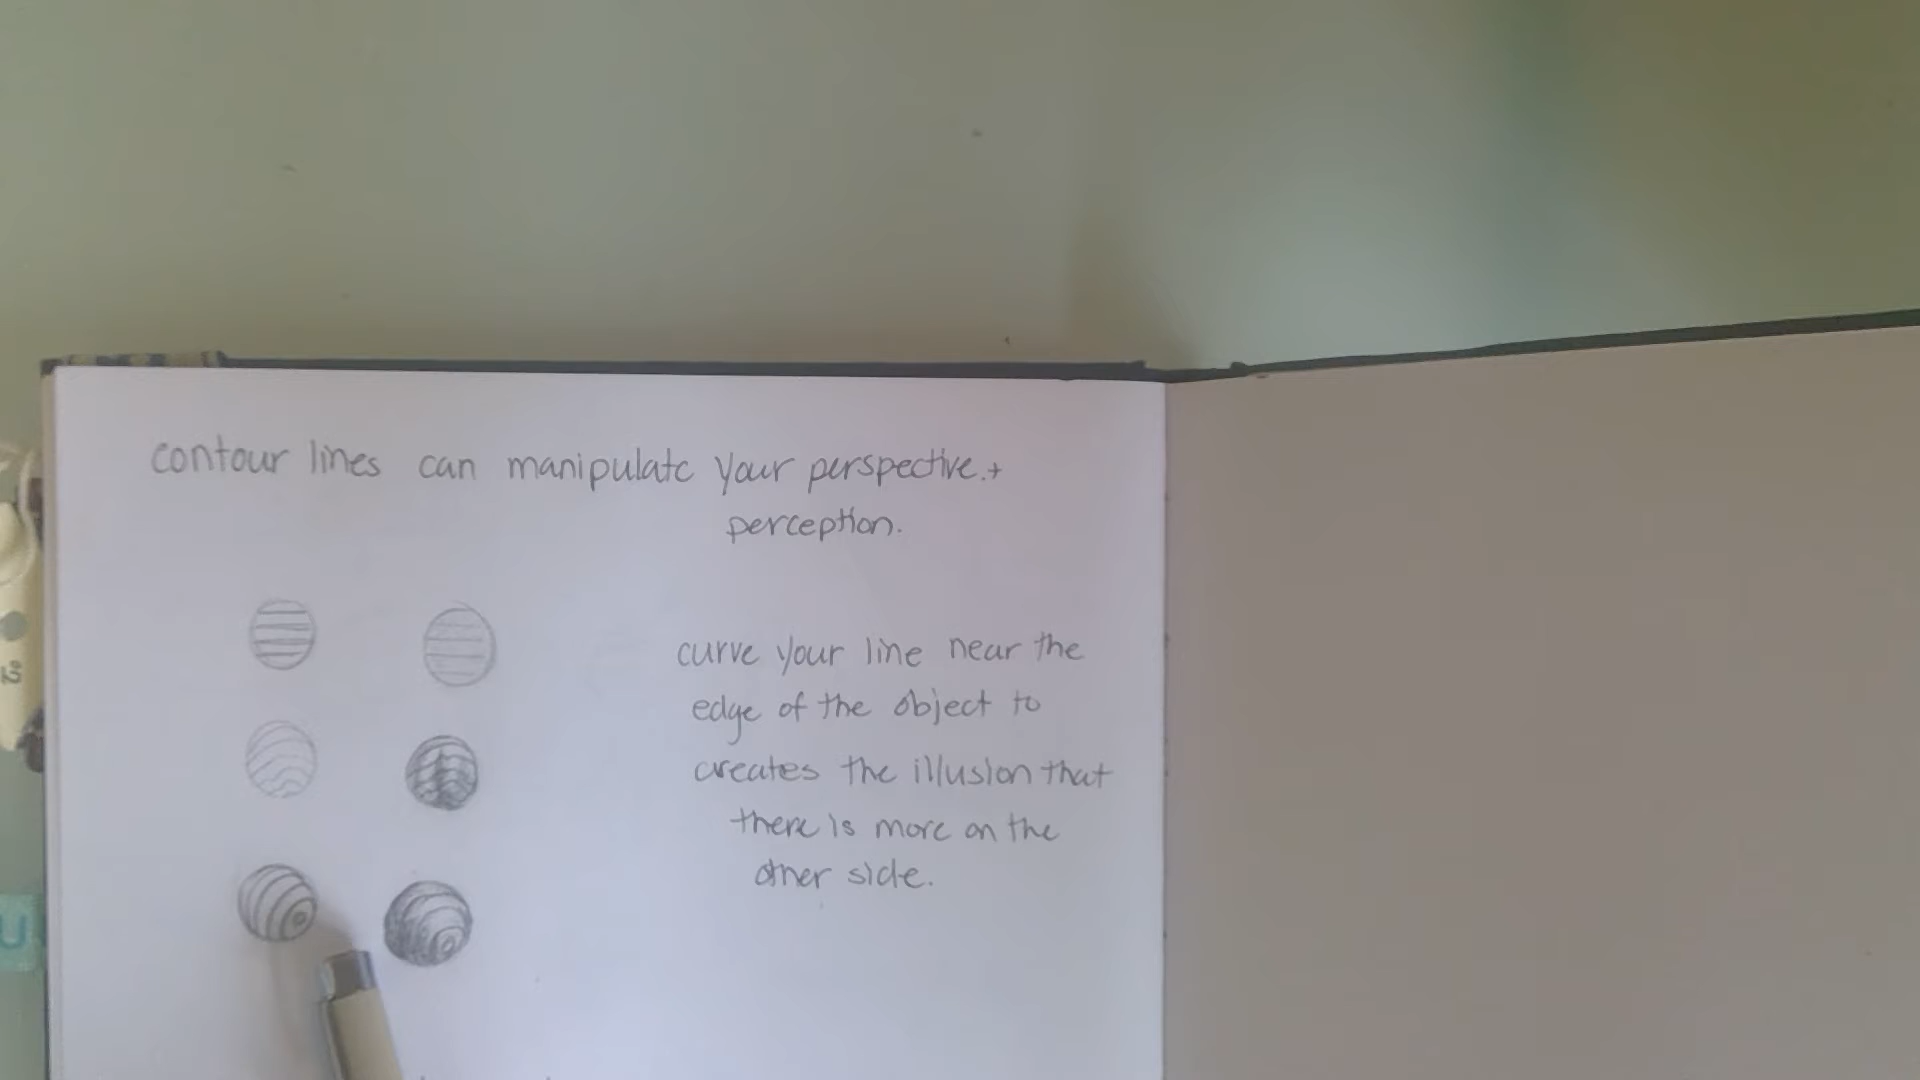 contour lines can manipulate your perspective.+
perception.
curve your line near the
edge of the object to
creates the illusion that
there is more on the
other side.
U